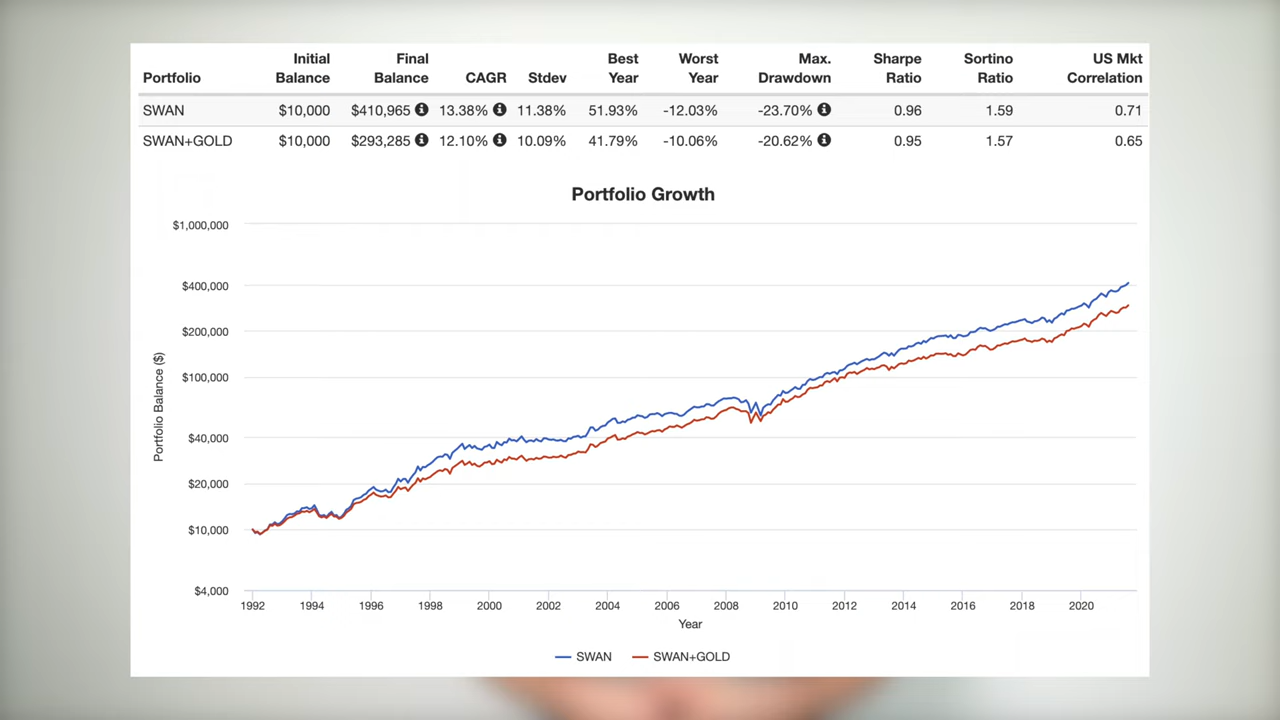 Portfolio Initial Balance Final Balance CAGR Stdev Best Year Worst Year Max. Drawdown Sharpe Ratio Sortino Ratio US Mkt Correlation
SWAN $10,000 $410,965 13.38% 11.38% 51.93% -12.03% -23.70% 0.96 1.59 0.71
SWAN+GOLD $10,000 $293,285 12.10% 10.09% 41.79% -10.06% -20.62% 0.95 1.57 0.65
Portfolio Growth
$1,000,000
$400,000
$200,000
$100,000
$40,000
$20,000
$10,000
$4,000
Portfolio Balance ($)
1992 1994 1996 1998 2000 2002 2004 2006 2008 2010 2012 2014 2016 2018 2020
Year
SWAN SWAN+GOLD